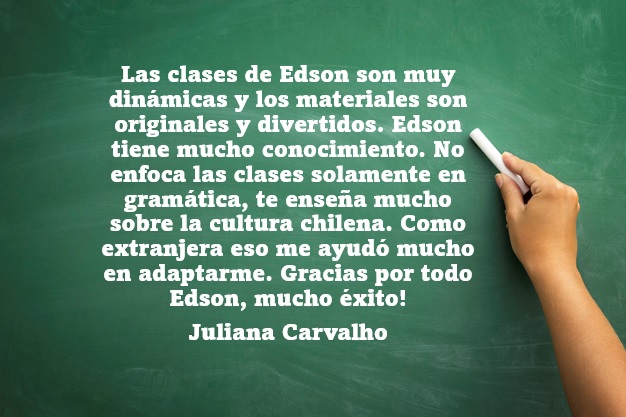 Las clases de Edson son muy
dinámicas y los materiales son
originales y divertidos. Edson
tiene mucho conocimiento. No
enfoca las clases solamente en
gramática, te enseña mucho
sobre la cultura chilena. Como
extranjera eso me ayudó mucho
en adaptarme. Gracias por todo
Edson, mucho éxito!
Juliana Carvalho